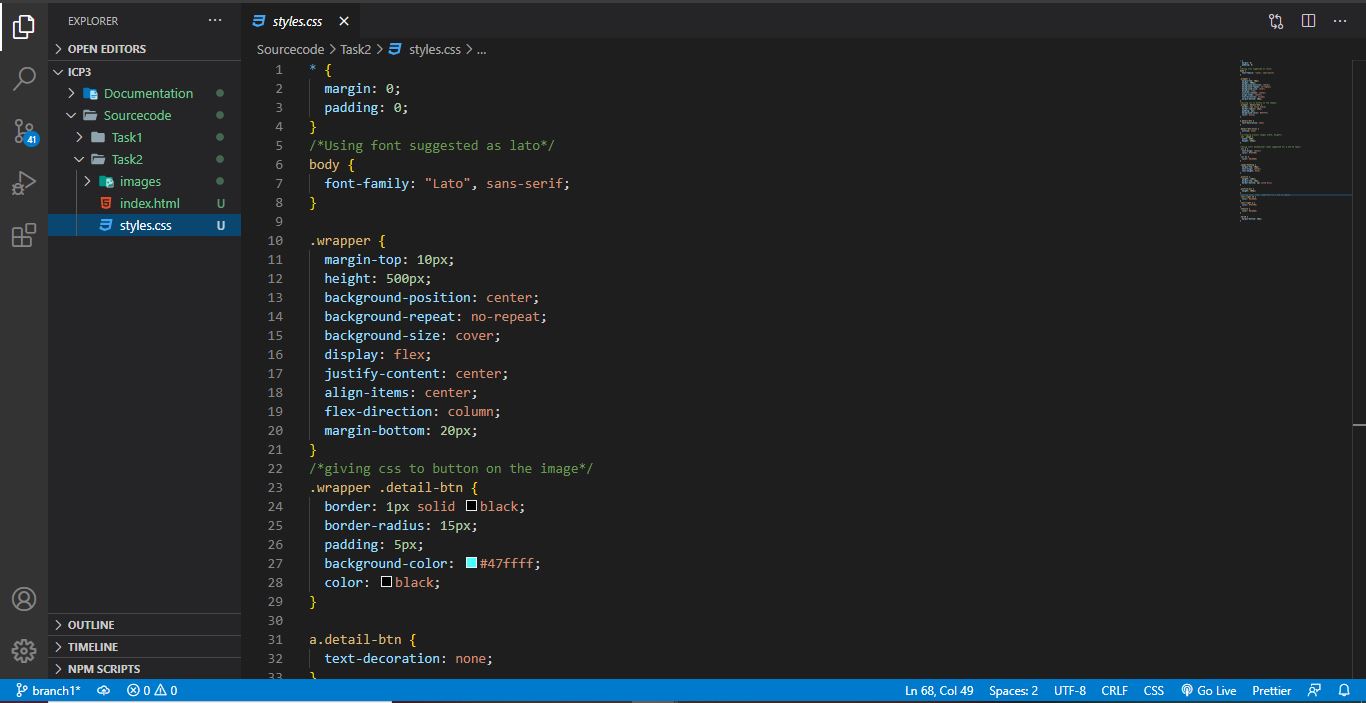 EXPLORER
styles.css
OPEN EDITORS
Sourcecode > Task2 > styles.css > ...
ICP3
Documentation
Sourcecode
Task1
41
Task2
images
index.html U
styles.css U
1 * {
2 margin: 0;
3 padding: 0;
4 }
5 /*Using font suggested as lato*/
6 body {
7 font-family: "Lato", sans-serif;
8 }
9
10 .wrapper {
11 margin-top: 10px;
12 height: 500px;
13 background-position: center;
14 background-repeat: no-repeat;
15 background-size: cover;
16 display: flex;
17 justify-content: center;
18 align-items: center;
19 flex-direction: column;
20 margin-bottom: 20px;
21 }
22 /*giving css to button on the image*/
23 .wrapper .detail-btn {
24 border: 1px solid black;
25 border-radius: 15px;
26 padding: 5px;
27 background-color: #47ffff;
28 color: black;
29 }
30
31 a.detail-btn {
32 text-decoration: none;
33 }
OUTLINE
TIMELINE
NPM SCRIPTS
branch1* 0 0 Ln 68, Col 49 Spaces: 2 UTF-8 CRLF CSS Go Live Prettier